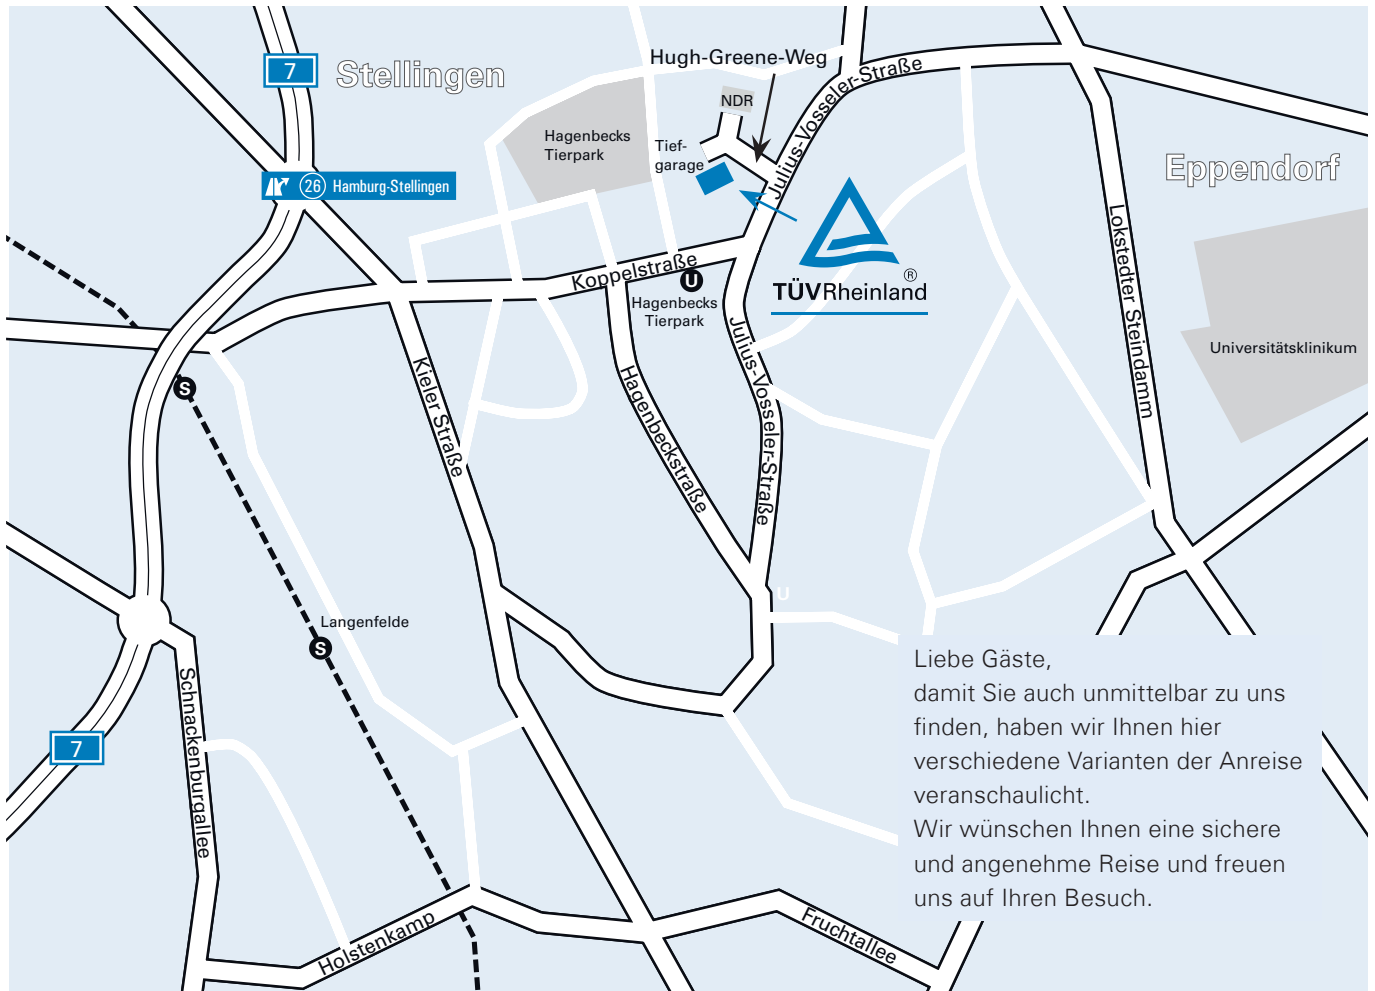 7
Stellingen
Hugh-Greene-Weg
NDR
Julius-Vosseler-Straße
Hagenbecks
Tierpark
Tief-
garage
Eppendorf
26 Hamburg-Stellingen
Lokstedter Steindamm
Koppelstraße
U
Hagenbecks
Tierpark
®
TÜVRheinland
Universitätsklinikum
Julius-Vosseler-Straße
Kieler Straße
Hagenbeckstraße
S
U
Langenfelde
S
Schnackenburgallee
7
Liebe Gäste,
damit Sie auch unmittelbar zu uns
finden, haben wir Ihnen hier
verschiedene Varianten der Anreise
veranschaulicht.
Wir wünschen Ihnen eine sichere
und angenehme Reise und freuen
uns auf Ihren Besuch.
Holstenkamp
Fruchtallee